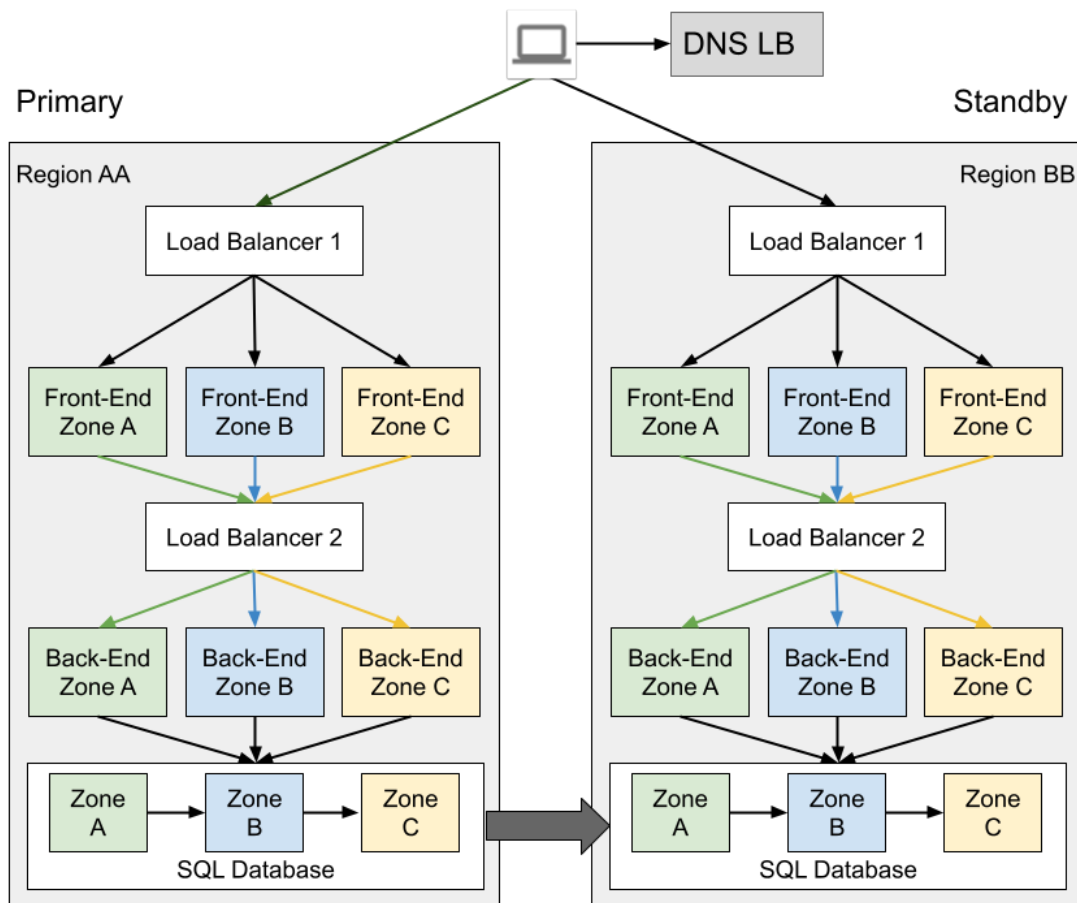 DNS LB
Primary
Standby
Region AA
Load Balancer 1
Front-End
Zone A
Front-End
Zone B
Front-End
Zone C
Load Balancer 2
Back-End
Zone A
Back-End
Zone B
Back-End
Zone C
Zone
A
Zone
B
Zone
C
SQL Database
Region BB
Load Balancer 1
Front-End
Zone A
Front-End
Zone B
Front-End
Zone C
Load Balancer 2
Back-End
Zone A
Back-End
Zone B
Back-End
Zone C
Zone
A
Zone
B
Zone
C
SQL Database